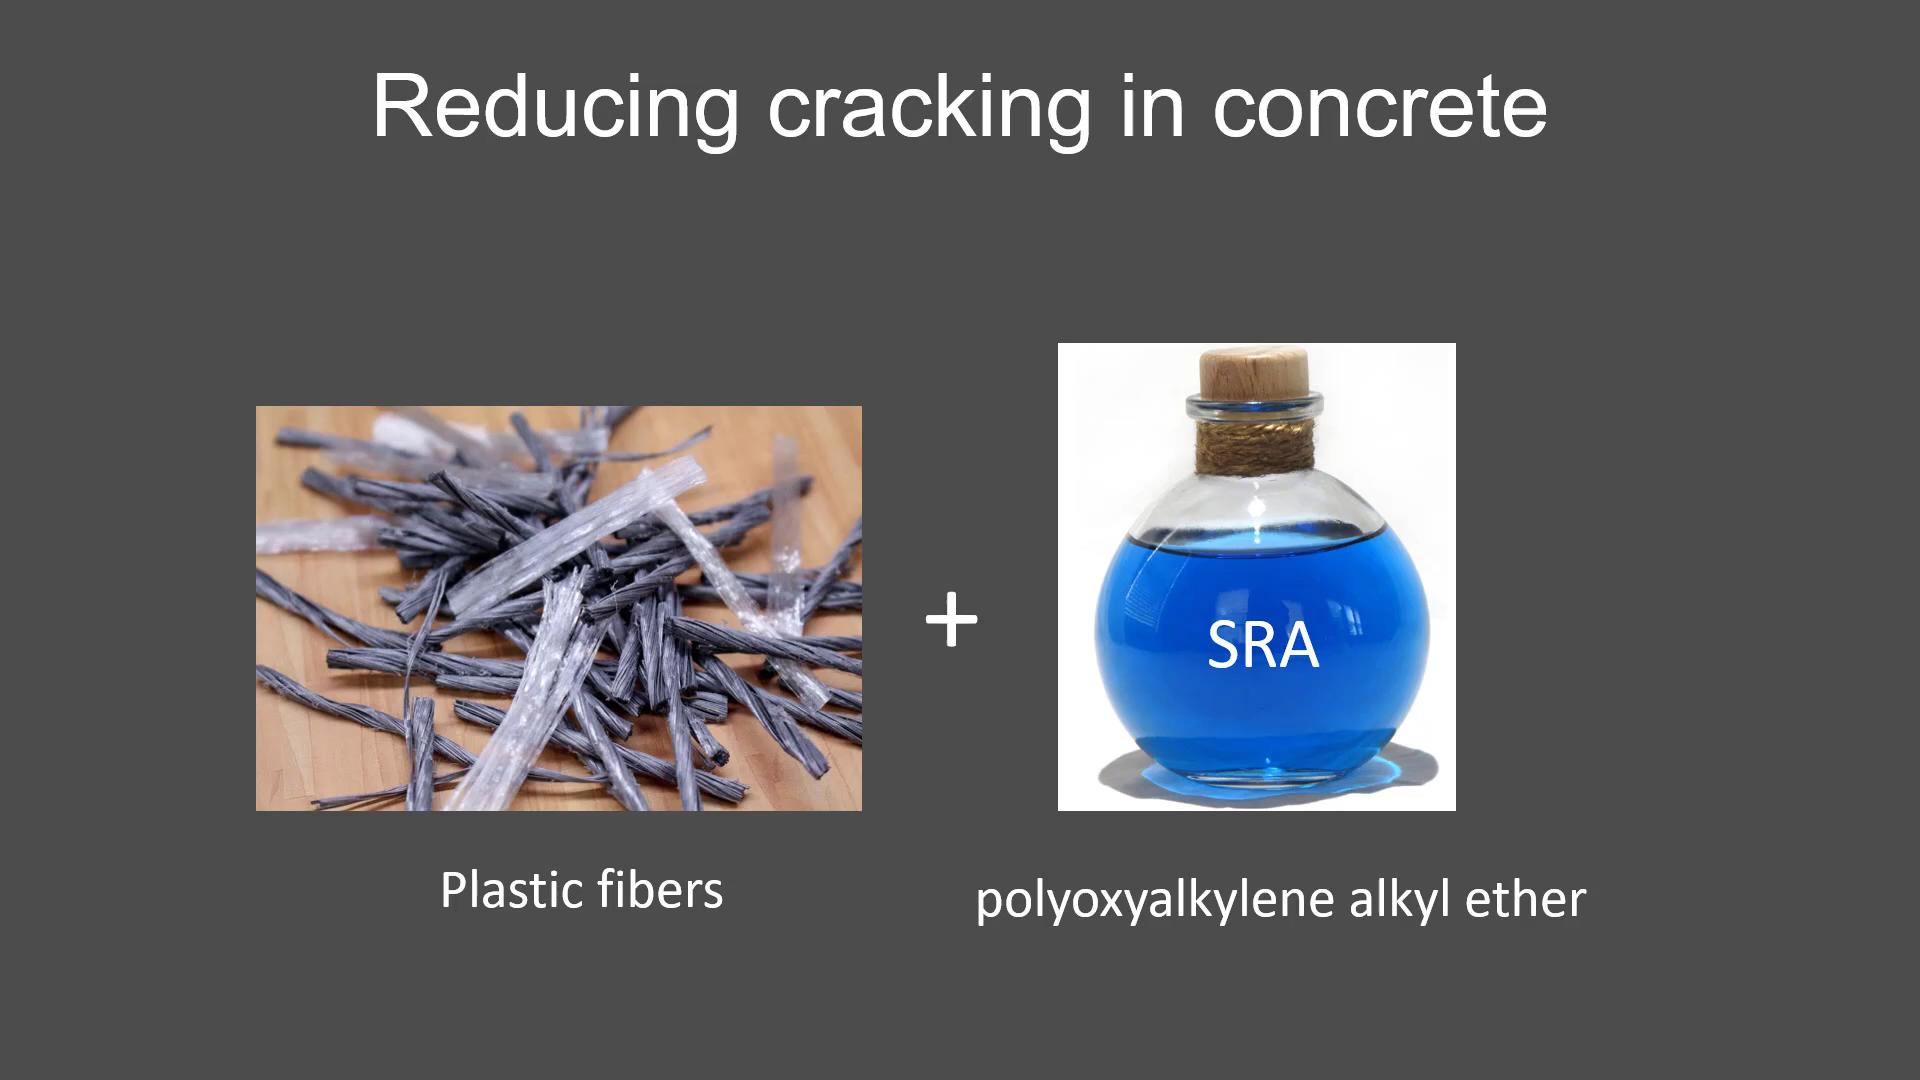 Reducing cracking in concrete
+
SRA
Plastic fibers
polyoxyalkylene alkyl ether